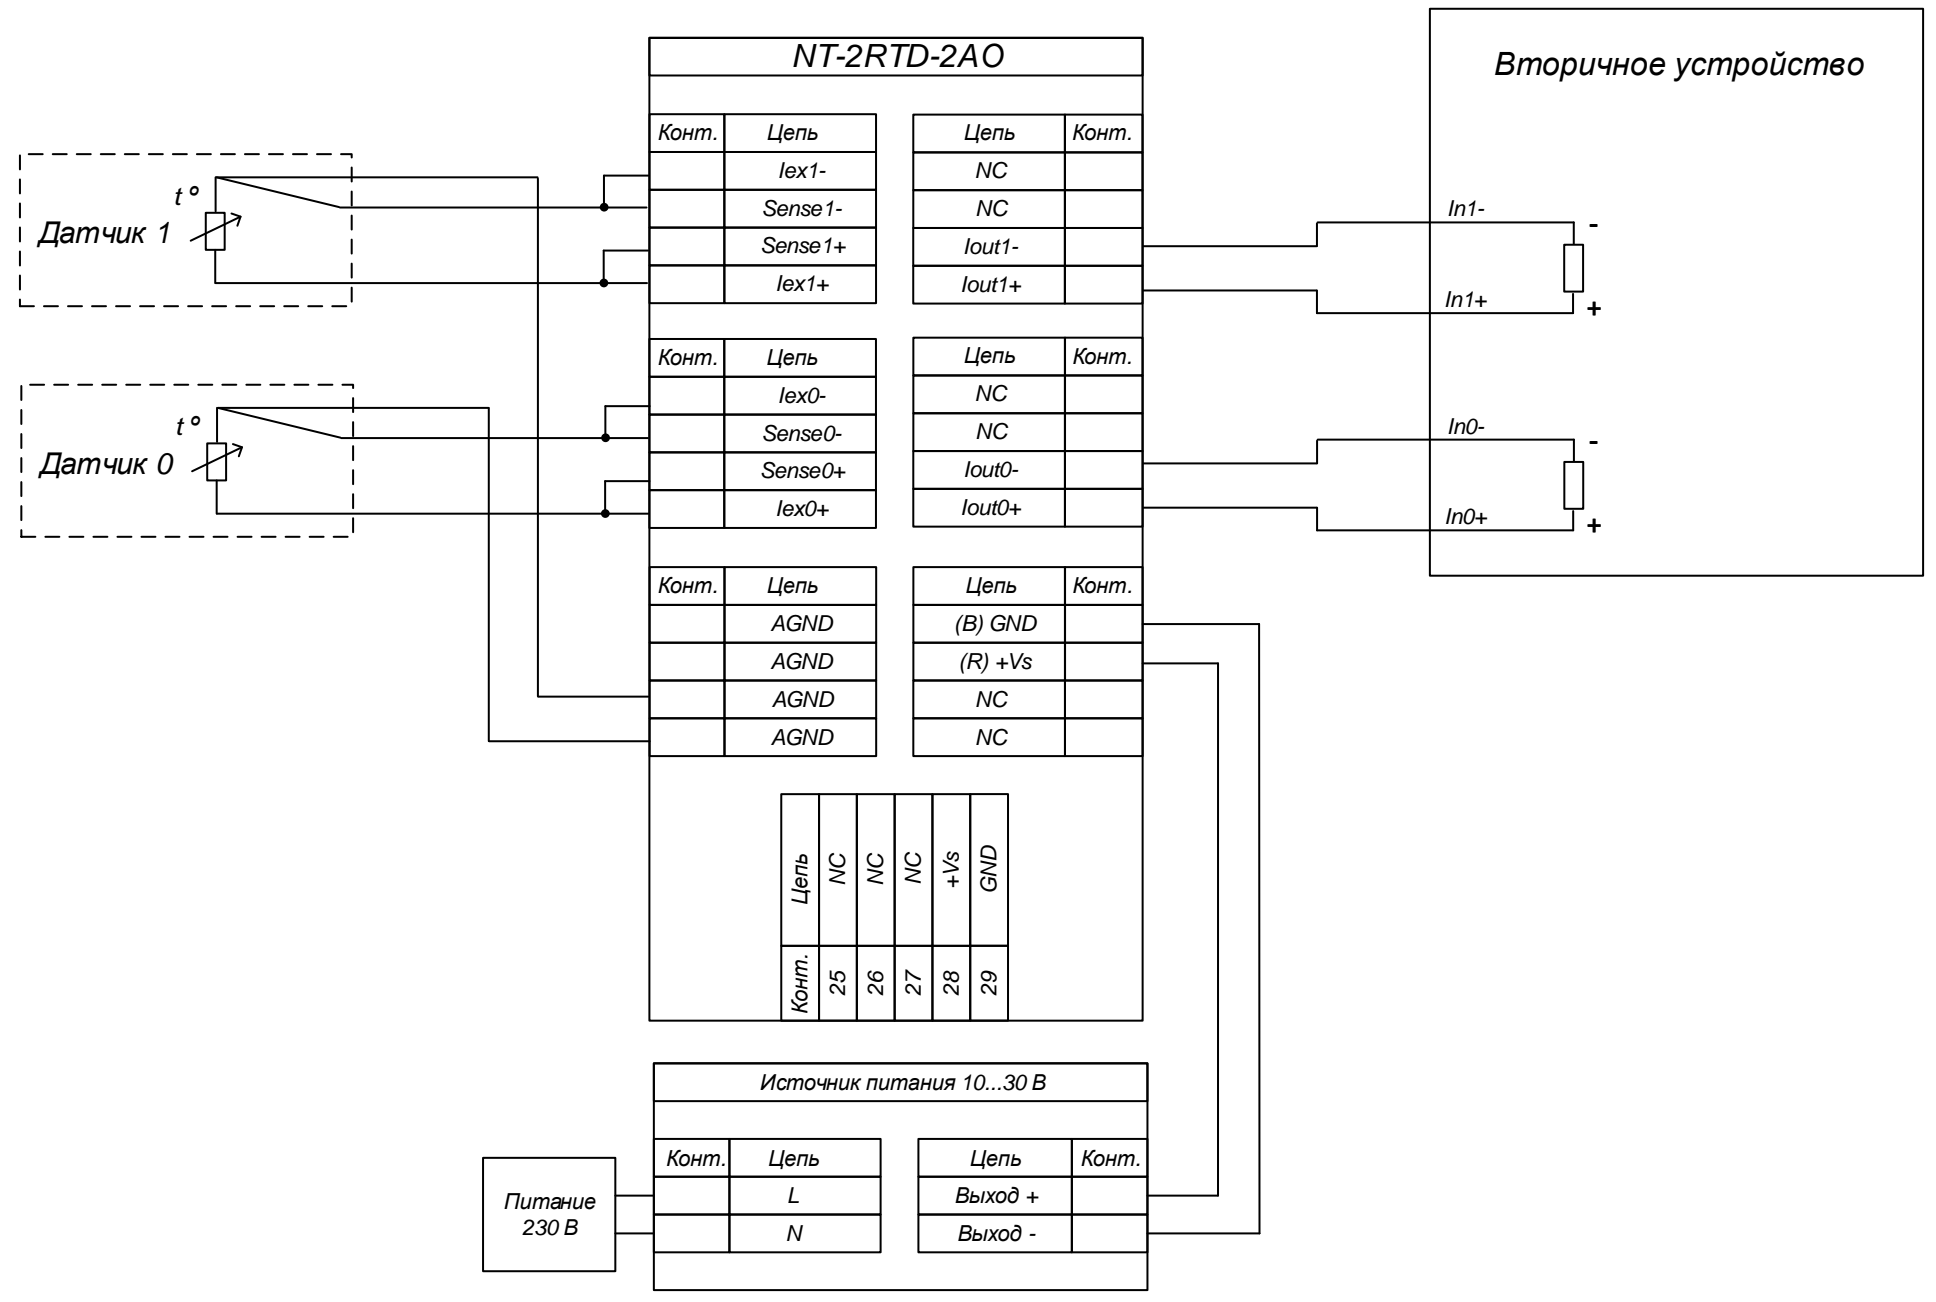 NT-2RTD-2AO
Вторичное устройство
Конт. Цепь
Iex1-
Sense1-
Sense1+
Iex1+
Цепь Конт.
NC
NC
Iout1-
Iout1+
t°
Датчик 1
In1-
-
In1+
+
Конт. Цепь
Iex0-
Sense0-
Sense0+
Iex0+
Цепь Конт.
NC
NC
Iout0-
Iout0+
t°
Датчик 0
In0-
-
In0+
+
Конт. Цепь
AGND
AGND
AGND
AGND
Цепь Конт.
(B) GND
(R) +Vs
NC
NC
Конт. Цепь
25 NC
26 NC
27 NC
28 +Vs
29 GND
Источник питания 10...30 В
Конт. Цепь
L
N
Цепь Конт.
Выход +
Выход -
Питание
230 В